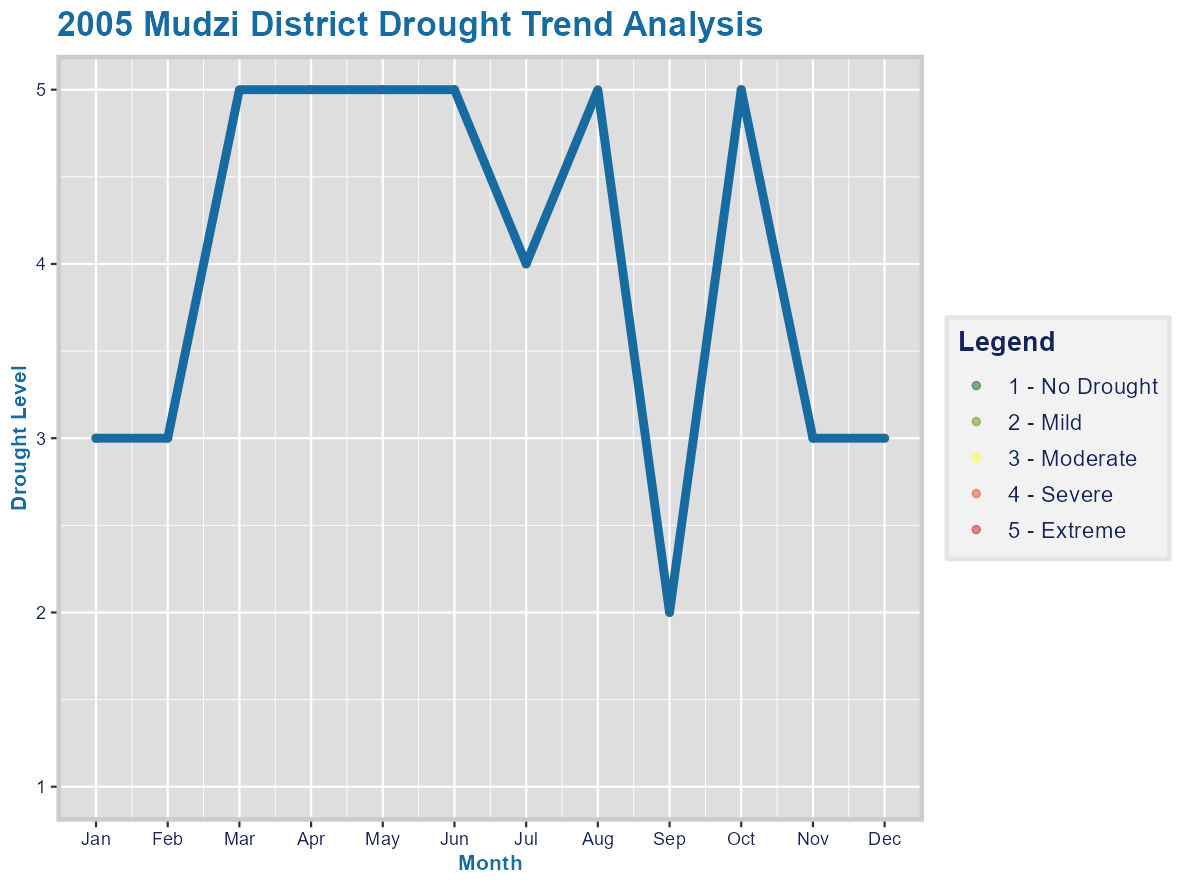 2005 Mudzi District Drought Trend Analysis
Drought Level
5
4
3
2
1
Jan Feb Mar Apr May Jun Jul Aug Sep Oct Nov Dec
Month
Legend
1 - No Drought
2 - Mild
3 - Moderate
4 - Severe
5 - Extreme